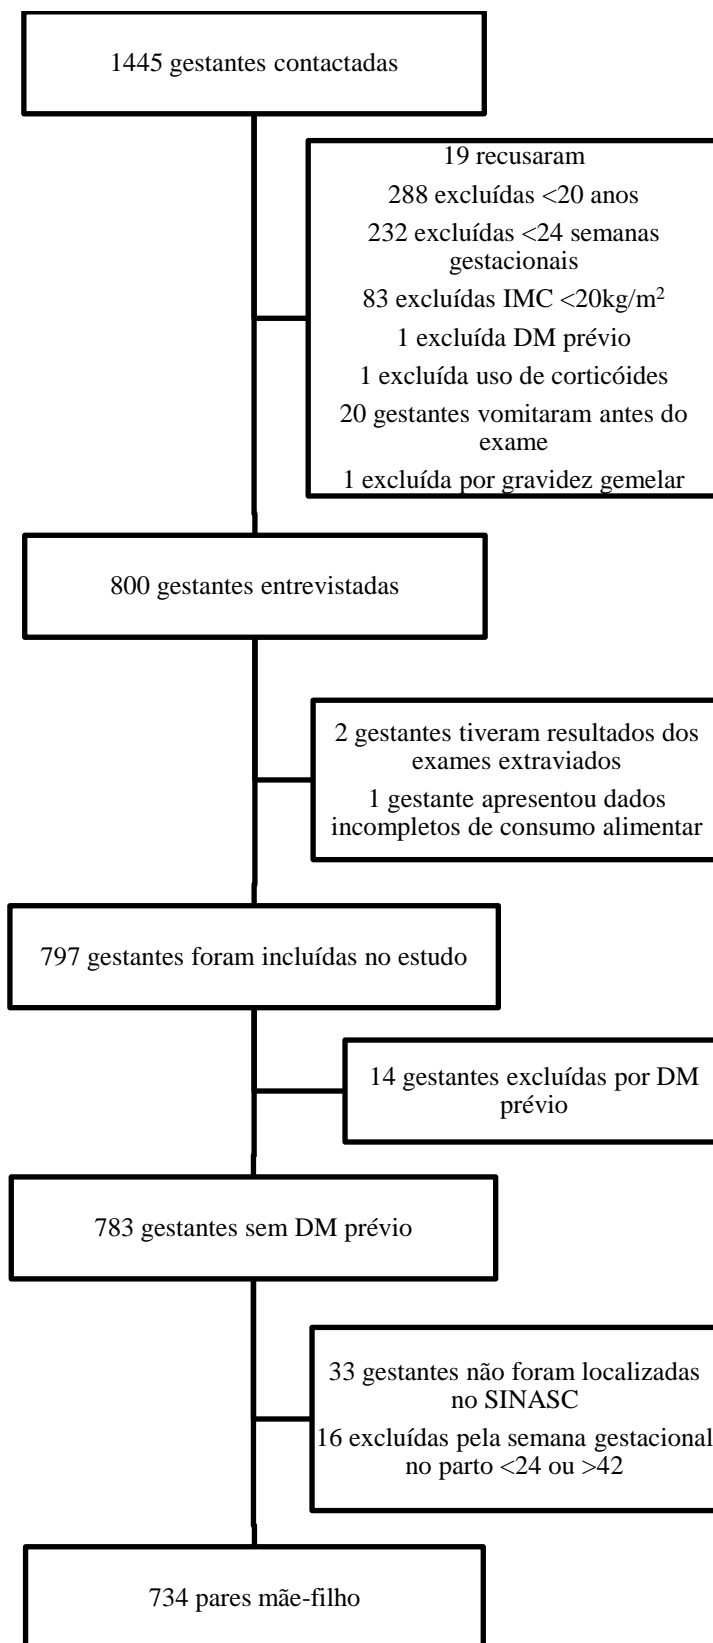 1445 gestantes contactadas
19 recusaram
288 excluídas <20 anos
232 excluídas <24 semanas
gestacionais
83 excluídas IMC <20kg/m²
1 excluída DM prévio
1 excluída uso de corticóides
20 gestantes vomitaram antes do
exame
1 excluída por gravidez gemelar
800 gestantes entrevistadas
2 gestantes tiveram resultados dos
exames extraviados
1 gestante apresentou dados
incompletos de consumo alimentar
797 gestantes foram incluídas no estudo
14 gestantes excluídas por DM
prévio
783 gestantes sem DM prévio
33 gestantes não foram localizadas
no SINASC
16 excluídas pela semana gestacional
no parto <24 ou >42
734 pares mãe-filho